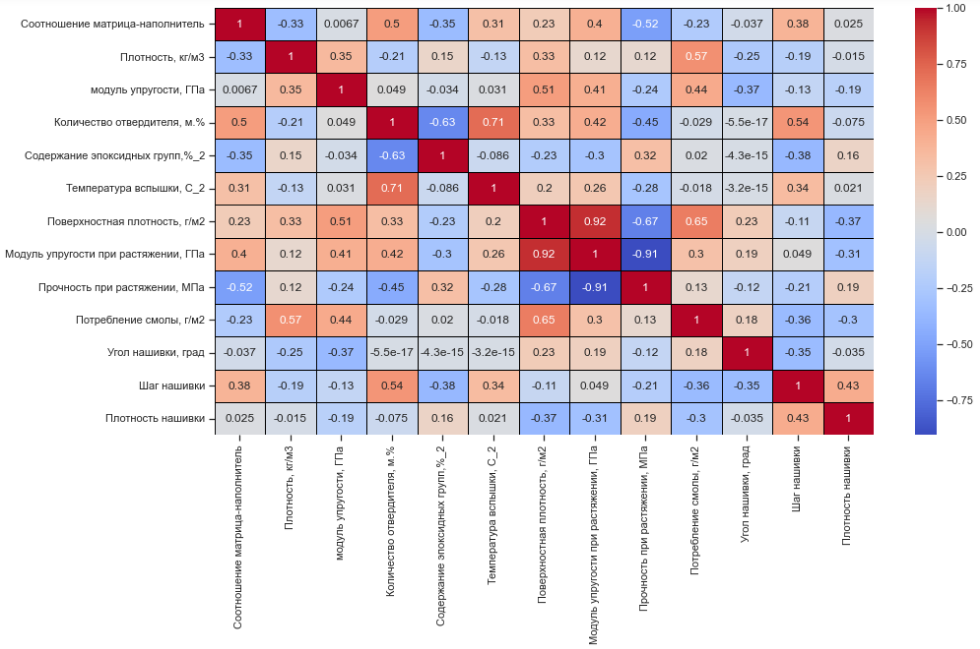 Соотношение матрица-наполнитель 1 -0.33 0.0067 0.5 -0.35 0.31 0.23 0.4 -0.52 -0.23 -0.037 0.38 0.025
Плотность, кг/м3 -0.33 1 0.35 -0.21 0.15 -0.13 0.33 0.12 0.12 0.57 -0.25 -0.19 -0.015
модуль упругости, ГПа 0.0067 0.35 1 0.049 -0.034 0.031 0.51 0.41 -0.24 0.44 -0.37 -0.13 -0.19
Количество отвердителя, м.% 0.5 -0.21 0.049 1 -0.63 0.71 0.33 0.42 -0.45 -0.029 -5.5e-17 0.54 -0.075
Содержание эпоксидных групп,%_2 -0.35 0.15 -0.034 -0.63 1 -0.086 -0.23 -0.3 0.32 0.02 -4.3e-15 -0.38 0.16
Температура вспышки, С_2 0.31 -0.13 0.031 0.71 -0.086 1 0.2 0.26 -0.28 -0.018 -3.2e-15 0.34 0.021
Поверхностная плотность, г/м2 0.23 0.33 0.51 0.33 -0.23 0.2 1 0.92 -0.67 0.65 0.23 -0.11 -0.37
Модуль упругости при растяжении, ГПа 0.4 0.12 0.41 0.42 -0.3 0.26 0.92 1 -0.91 0.3 0.19 0.049 -0.31
Прочность при растяжении, МПа -0.52 0.12 -0.24 -0.45 0.32 -0.28 -0.67 -0.91 1 0.13 -0.12 -0.21 0.19
Потребление смолы, г/м2 -0.23 0.57 0.44 -0.029 0.02 -0.018 0.65 0.3 0.13 1 0.18 -0.36 -0.3
Угол нашивки, град -0.037 -0.25 -0.37 -5.5e-17 -4.3e-15 -3.2e-15 0.23 0.19 -0.12 0.18 1 -0.35 -0.035
Шаг нашивки 0.38 -0.19 -0.13 0.54 -0.38 0.34 -0.11 0.049 -0.21 -0.36 -0.35 1 0.43
Плотность нашивки 0.025 -0.015 -0.19 -0.075 0.16 0.021 -0.37 -0.31 0.19 -0.3 -0.035 0.43 1
Соотношение матрица-наполнитель
Плотность, кг/м3
модуль упругости, ГПа
Количество отвердителя, м.%
Содержание эпоксидных групп,%_2
Температура вспышки, С_2
Поверхностная плотность, г/м2
Модуль упругости при растяжении, ГПа
Прочность при растяжении, МПа
Потребление смолы, г/м2
Угол нашивки, град
Шаг нашивки
Плотность нашивки
1.00
0.75
0.50
0.25
0.00
−0.25
−0.50
−0.75